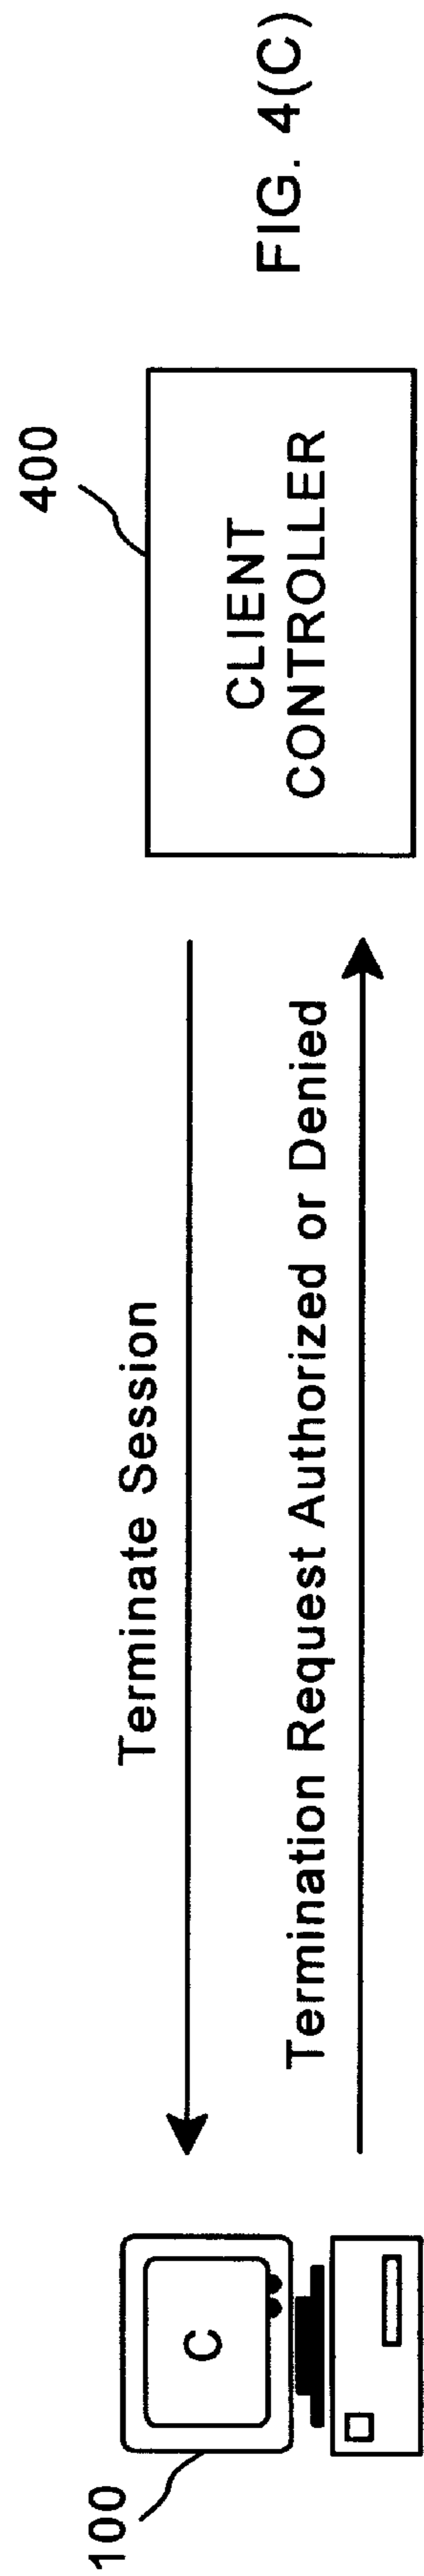 100
C
Terminate Session
Termination Request Authorized or Denied
400
CLIENT
CONTROLLER
FIG. 4(C)